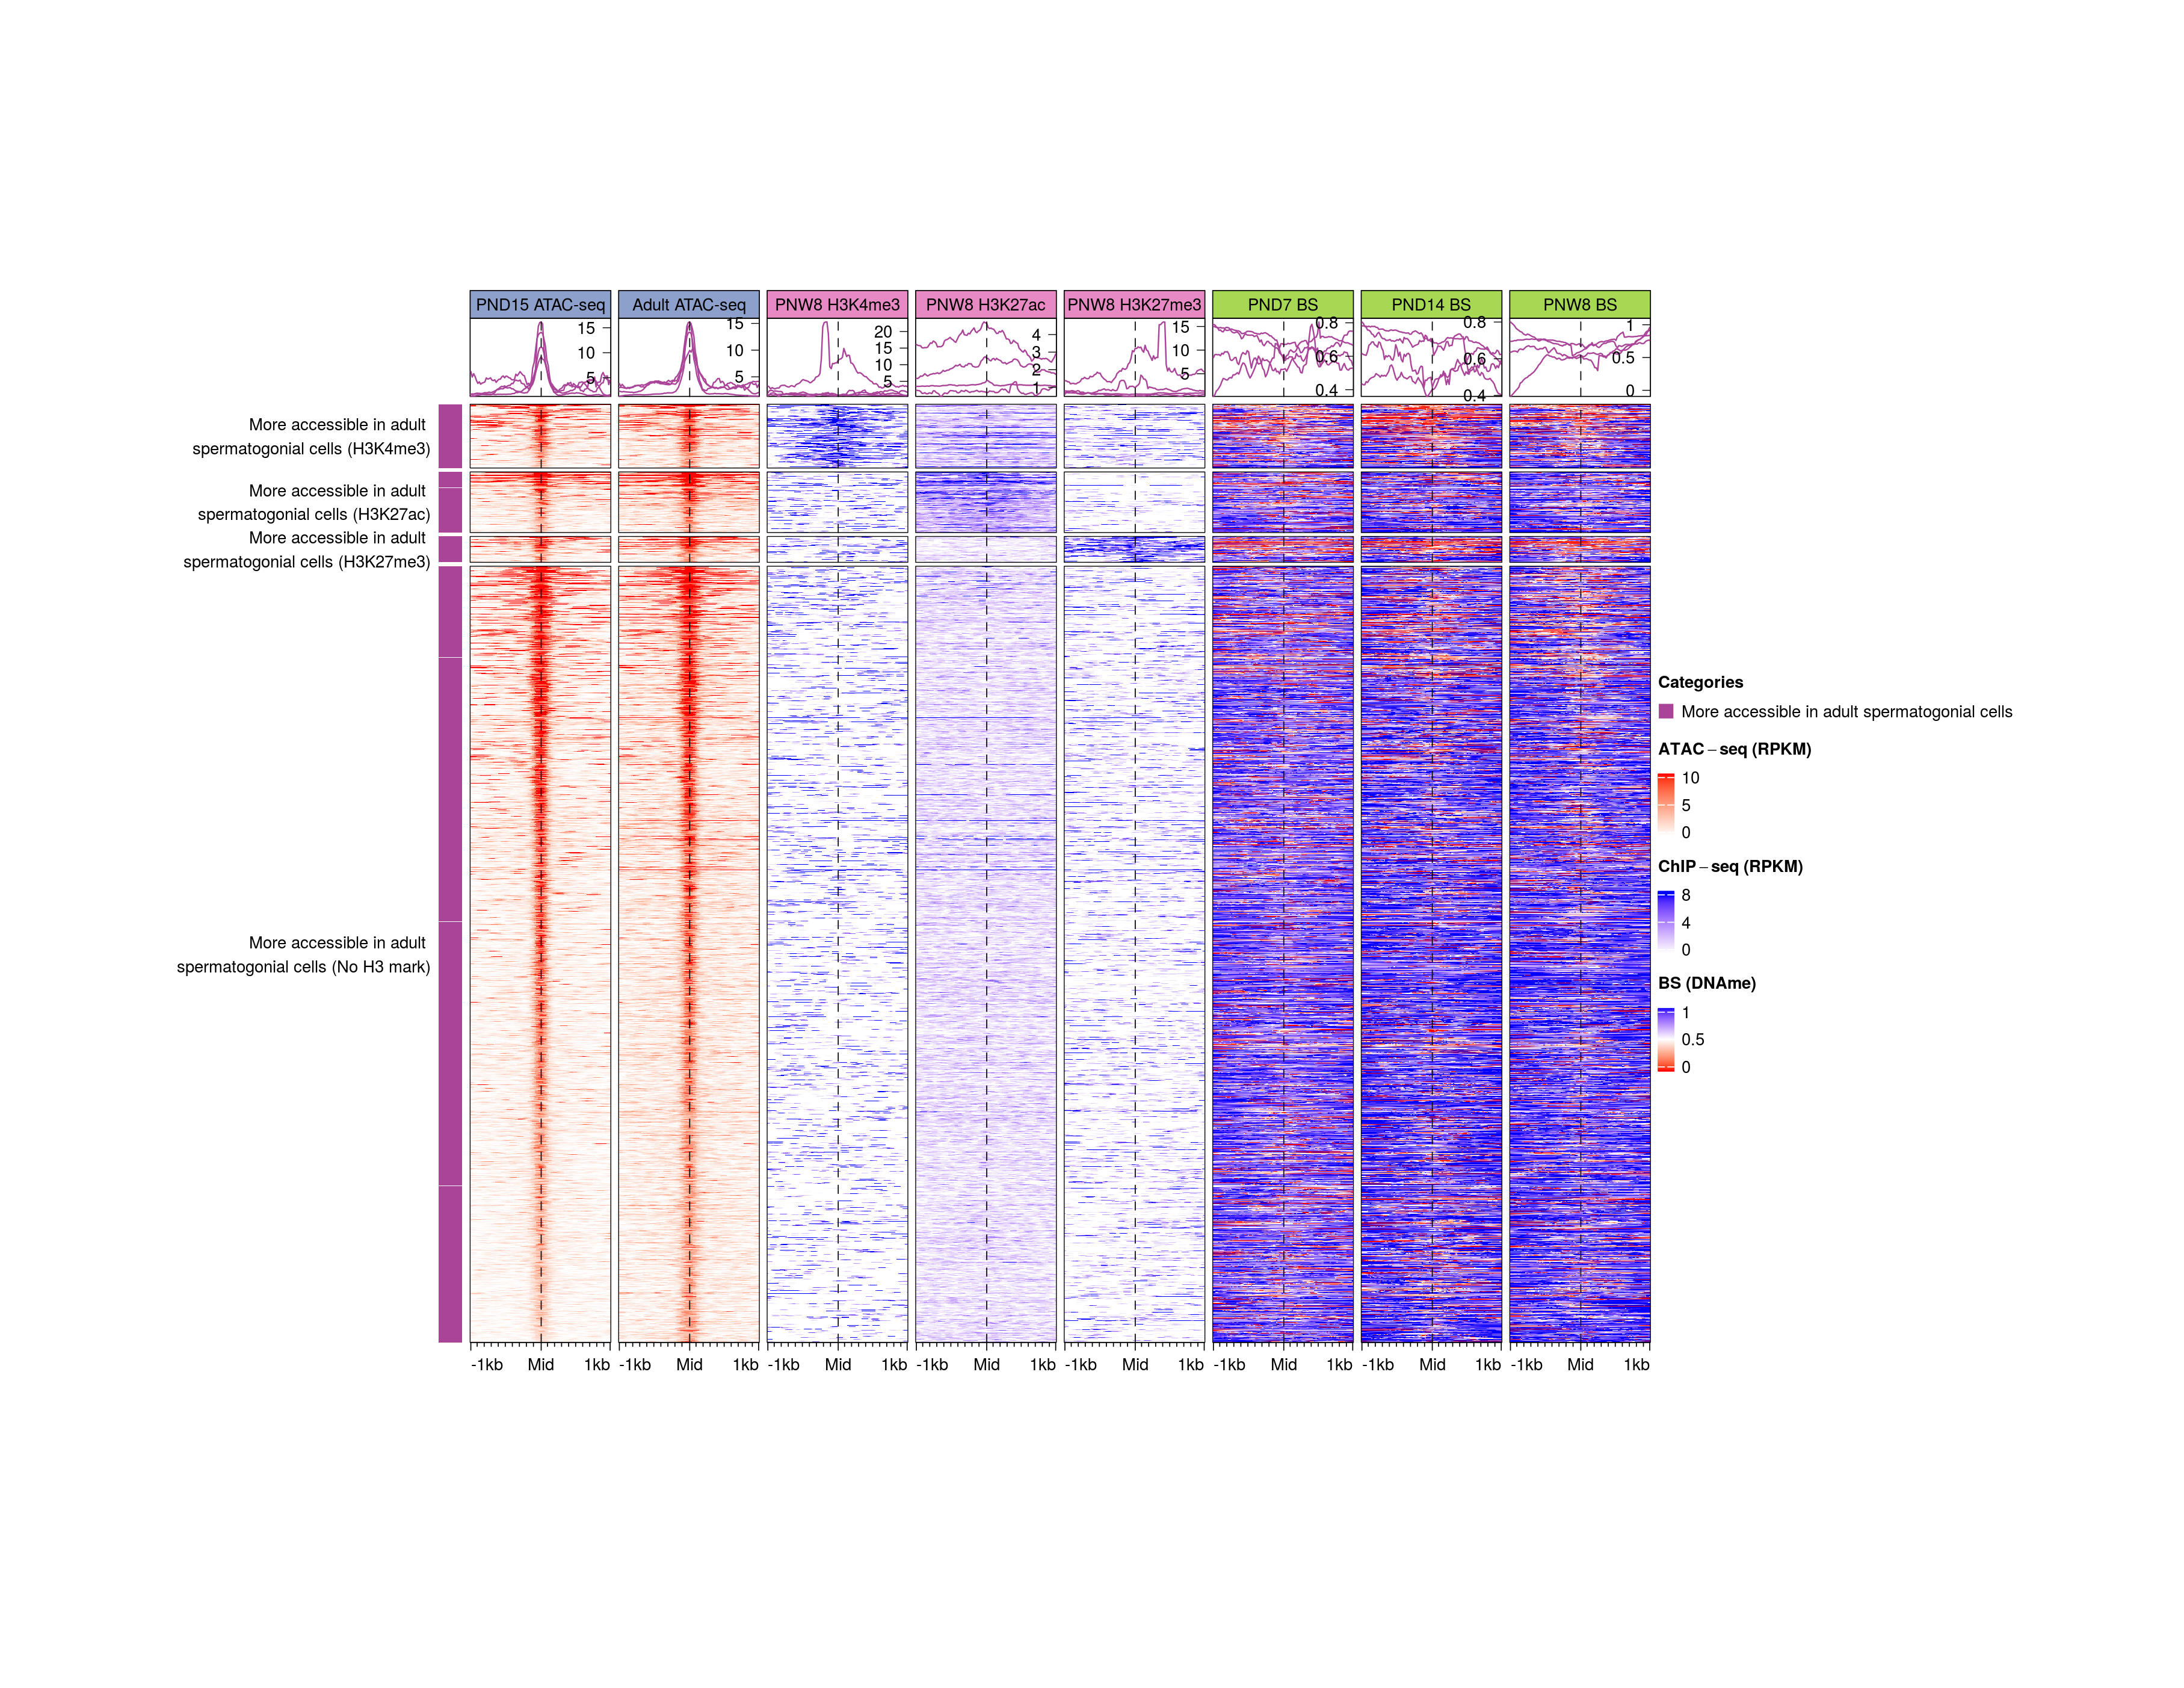 PND15 ATAC-seq Adult ATAC-seq PNW8 H3K4me3 PNW8 H3K27ac PNW8 H3K27me3 PND7 BS PND14 BS PNW8 BS
15
10
5
15
10
5
20
15
10
5
4
3
2
1
15
10
5
0.8
0.6
0.4
0.8
0.6
0.4
1
0.5
0
More accessible in adult
spermatogonial cells (H3K4me3)
More accessible in adult
spermatogonial cells (H3K27ac)
More accessible in adult
spermatogonial cells (H3K27me3)
More accessible in adult
spermatogonial cells (No H3 mark)
-1kb Mid 1kb -1kb Mid 1kb -1kb Mid 1kb -1kb Mid 1kb -1kb Mid 1kb -1kb Mid 1kb -1kb Mid 1kb -1kb Mid 1kb
Categories
More accessible in adult spermatogonial cells
ATAC–seq (RPKM)
10
5
0
ChIP–seq (RPKM)
8
4
0
BS (DNAme)
1
0.5
0